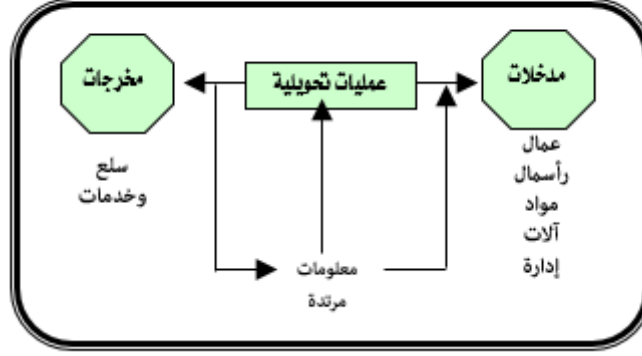 مدخلات
عمليات تحويلية
مخرجات
عمال
رأسمال
مواد
آلات
إدارة
سلع
وخدمات
معلومات
مرتدة